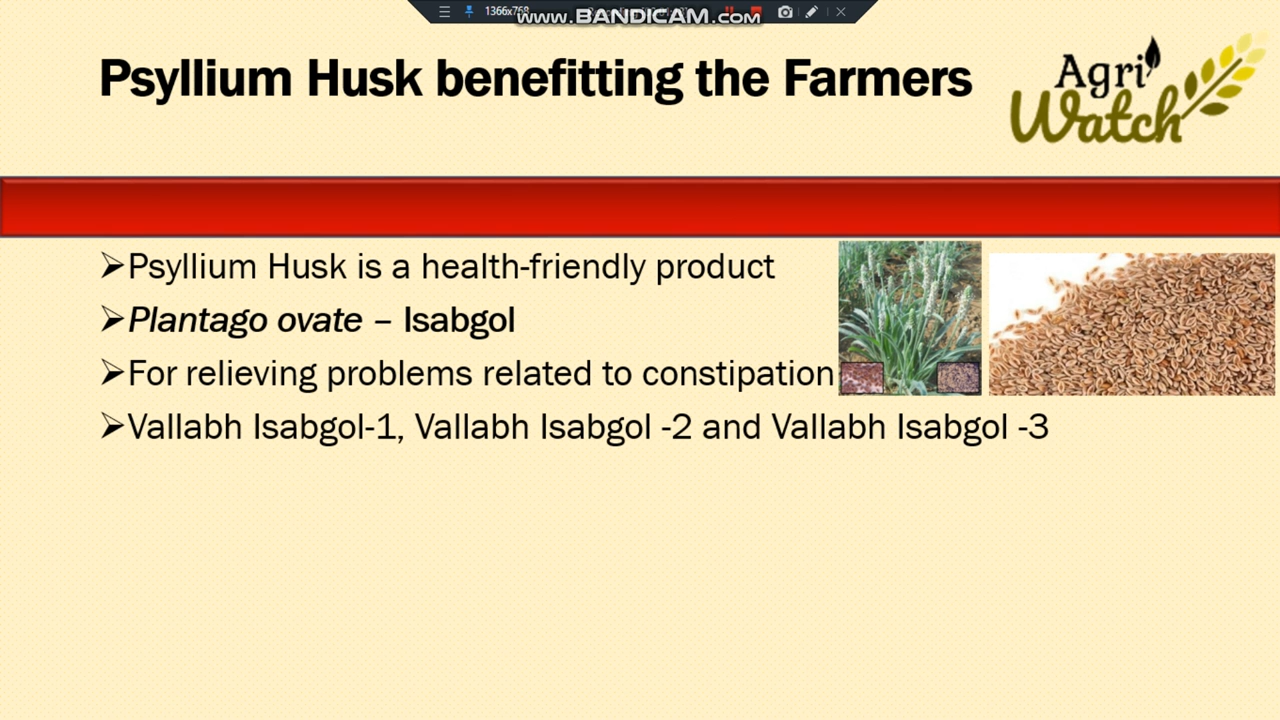 1366x768
www.BANDICAM.com
Psyllium Husk benefitting the Farmers
Agri
Watch
Psyllium Husk is a health-friendly product
Plantago ovate – Isabgol
For relieving problems related to constipation
Vallabh Isabgol-1, Vallabh Isabgol -2 and Vallabh Isabgol -3